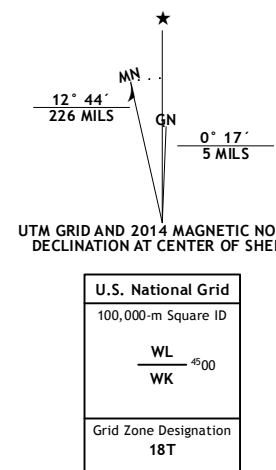 MN
GN
12° 44´
226 MILS
0° 17´
5 MILS
UTM GRID AND 2014 MAGNETIC NO
DECLINATION AT CENTER OF SHE
U.S. National Grid
100,000-m Square ID
WL
4500
WK
Grid Zone Designation
18T